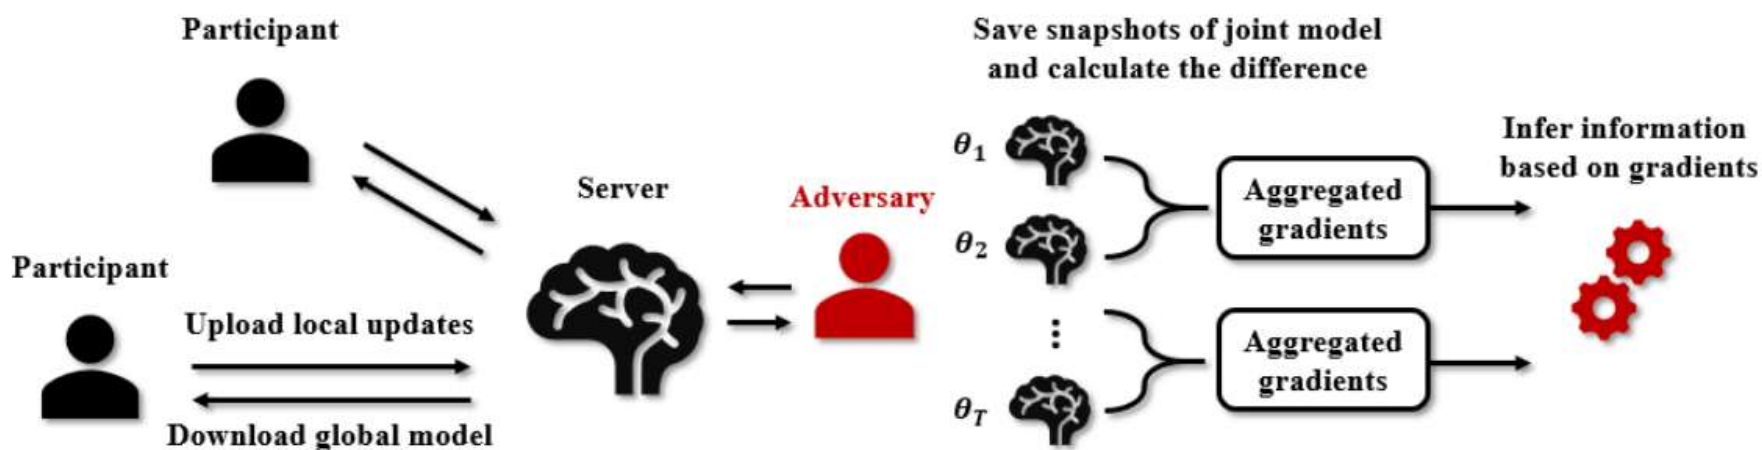 Participant
Participant
Upload local updates
Download global model
Server
Adversary
Save snapshots of joint model
and calculate the difference
θ1
θ2
⋮
θT
Aggregated
gradients
Aggregated
gradients
Infer information
based on gradients